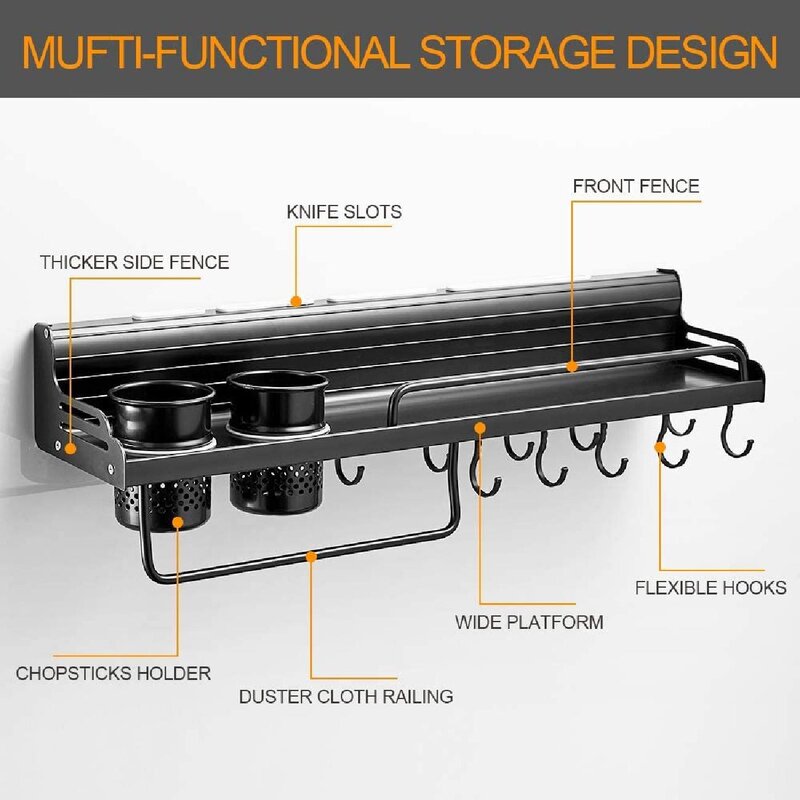 MUFTI-FUNCTIONAL STORAGE DESIGN
FRONT FENCE
KNIFE SLOTS
THICKER SIDE FENCE
FLEXIBLE HOOKS
WIDE PLATFORM
CHOPSTICKS HOLDER
DUSTER CLOTH RAILING